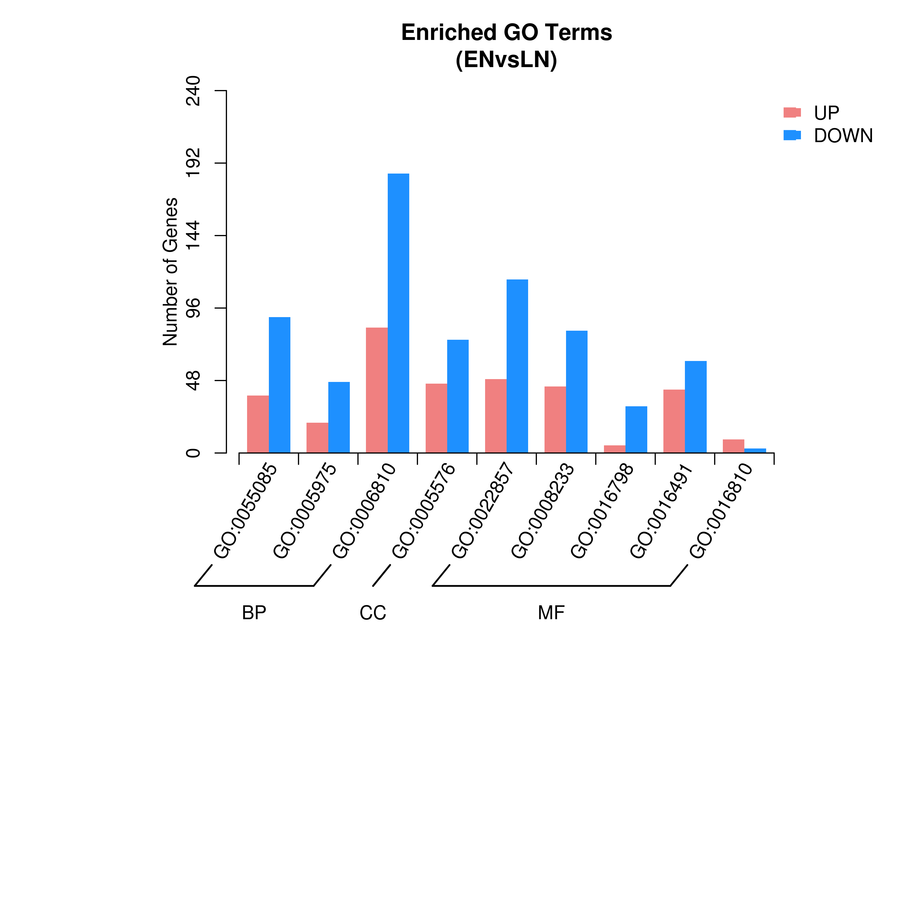 Enriched GO Terms
(ENvsLN)
UP
DOWN
Number of Genes
240
192
144
96
48
0
GO:0055085
GO:0005975
GO:0006810
GO:0005576
GO:0022857
GO:0008233
GO:0016798
GO:0016491
GO:0016810
BP
CC
MF